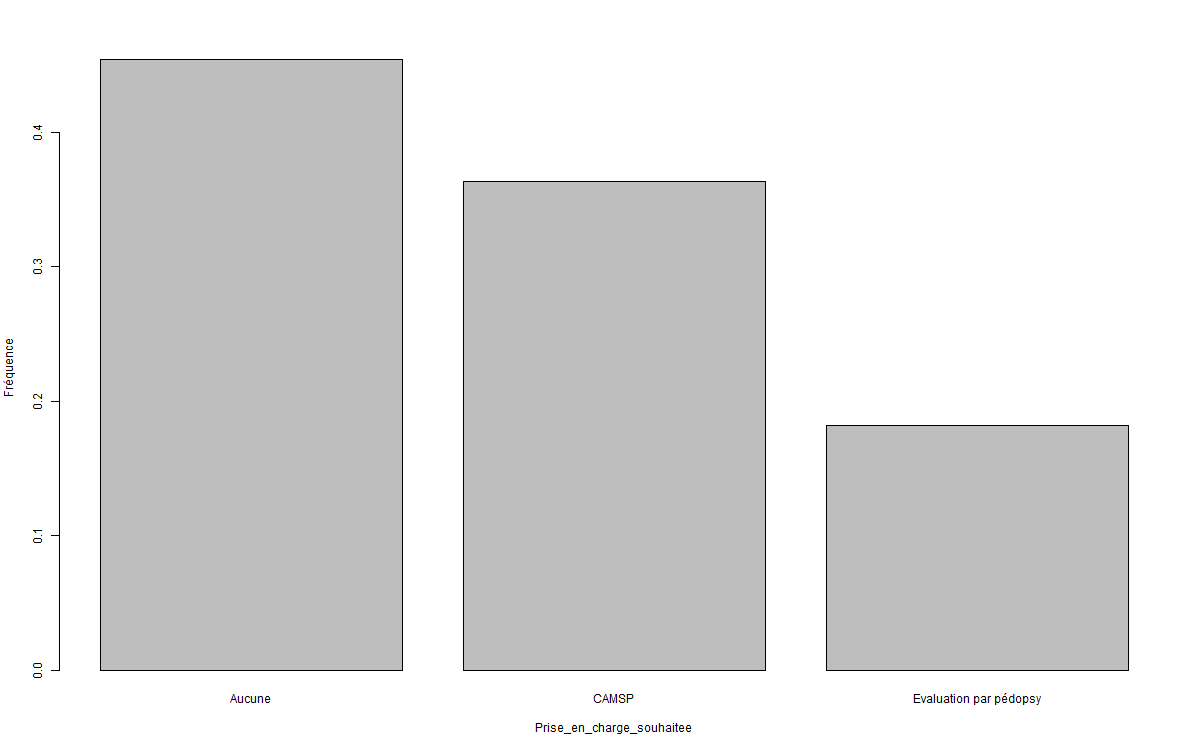 Fréquence
0.4
0.3
0.2
0.1
0.0
Aucune
CAMSP
Evaluation par pédopsy
Prise_en_charge_souhaitee